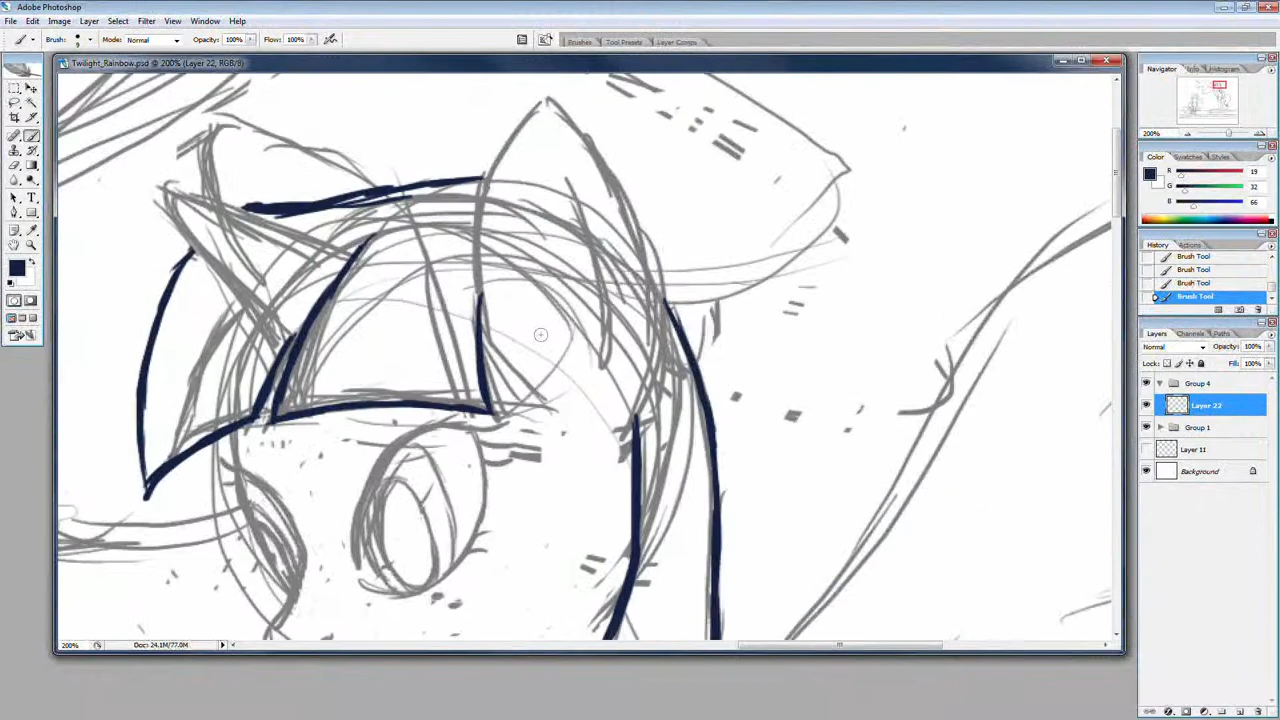 Adobe Photoshop
File Edit Image Layer Select Filter View Window Help
Brush: 9 Mode: Normal Opacity: 100% Flow: 100%
Brushes Tool Presets Layer Comps
Twilight_Rainbow.psd @ 200% (Layer 22, RGB/8)
Navigator Info Histogram
200%
Color Swatches Styles
R 19
G 32
B 66
History Actions
Brush Tool
Brush Tool
Brush Tool
Brush Tool
Layers Channels Paths
Normal Opacity: 100%
Lock: Fill: 100%
Group 4
Layer 22
Group 1
Layer 11
Background
200% Doc: 24.1M/77.0M